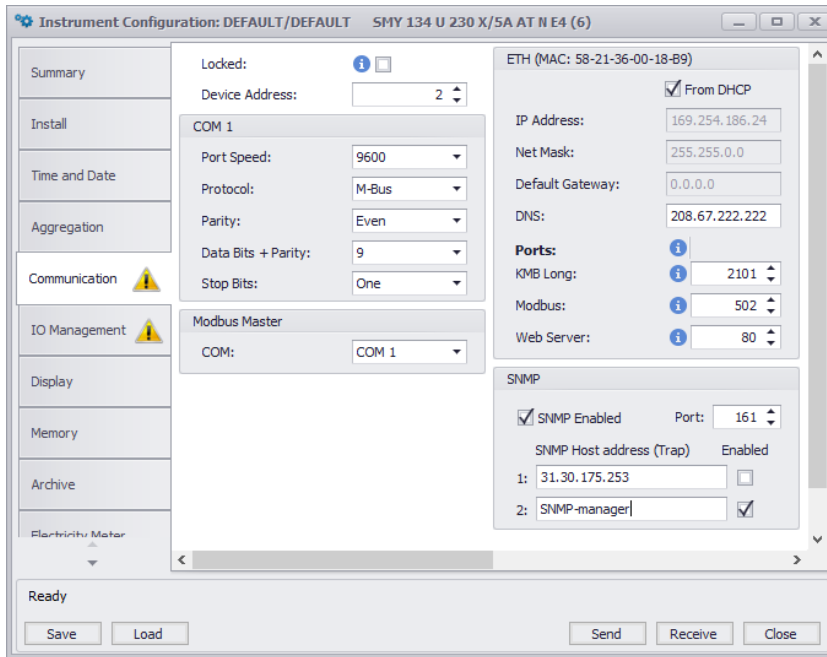 Instrument Configuration: DEFAULT/DEFAULT SMY 134 U 230 X/5A AT N E4 (6)
Summary
Install
Time and Date
Aggregation
Communication
IO Management
Display
Memory
Archive
Electricity Meter
Locked:
Device Address: 2
COM 1
Port Speed: 9600
Protocol: M-Bus
Parity: Even
Data Bits + Parity: 9
Stop Bits: One
Modbus Master
COM: COM 1
ETH (MAC: 58-21-36-00-18-B9)
From DHCP
IP Address: 169.254.186.24
Net Mask: 255.255.0.0
Default Gateway: 0.0.0.0
DNS: 208.67.222.222
Ports:
KMB Long: 2101
Modbus: 502
Web Server: 80
SNMP
SNMP Enabled Port: 161
SNMP Host address (Trap) Enabled
1: 31.30.175.253
2: SNMP-manager
Ready
Save Load Send Receive Close